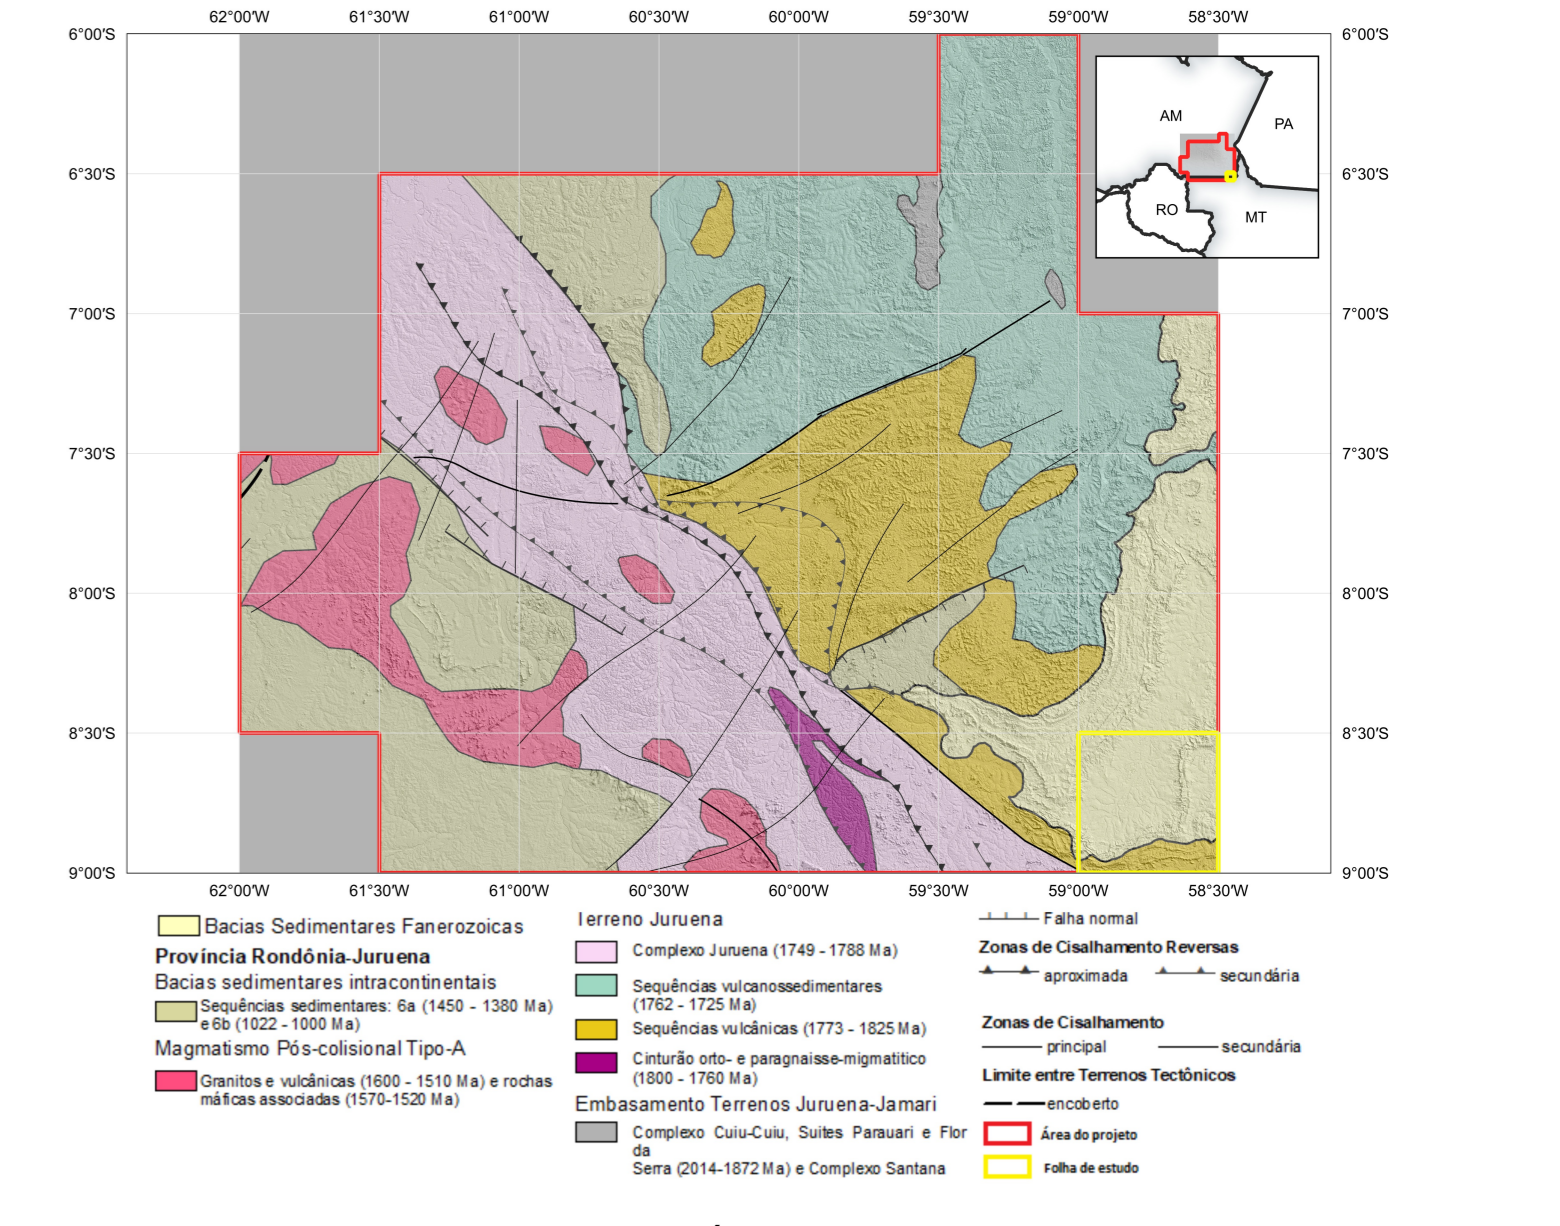 62°00'W 61°30'W 61°00'W 60°30'W 60°00'W 59°30'W 59°00'W 58°30'W
6°00'S 6°00'S
AM
PA
6°30'S 6°30'S
RO
MT
7°00'S 7°00'S
7°30'S 7°30'S
8°00'S 8°00'S
8°30'S 8°30'S
9°00'S 9°00'S
62°00'W 61°30'W 61°00'W 60°30'W 60°00'W 59°30'W 59°00'W 58°30'W
Bacias Sedimentares Fanerozoicas
Província Rondônia-Juruena
Bacias sedimentares intracontinentais
Sequências sedimentares: 6a (1450 - 1380 Ma)
e 6b (1022 - 1000 Ma)
Magmatismo Pós-colisional Tipo-A
Granitos e vulcânicas (1600 - 1510 Ma) e rochas
máficas associadas (1570-1520 Ma)
Terreno Juruena
Complexo Juruena (1749 - 1788 Ma)
Sequências vulcanossedimentares
(1762 - 1725 Ma)
Sequências vulcânicas (1773 - 1825 Ma)
Cinturão orto- e paragnaisse-migmatitico
(1800 - 1760 Ma)
Embasamento Terrenos Juruena-Jamari
Complexo Cuiu-Cuiu, Suites Parauari e Flor
da
Serra (2014-1872 Ma) e Complexo Santana
Falha normal
Zonas de Cisalhamento Reversas
aproximada secundária
Zonas de Cisalhamento
principal secundária
Limite entre Terrenos Tectônicos
encoberto
Área do projeto
Folha de estudo